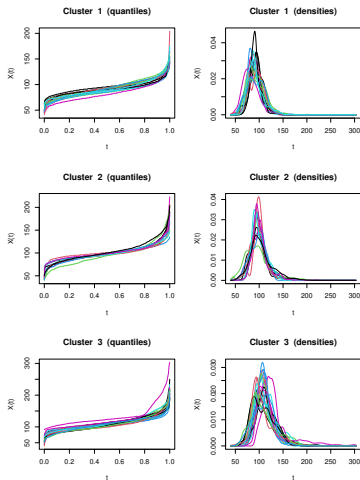 Cluster 1 (quantiles)
Cluster 1 (densities)
X(t)
50 100 150 200
0.0 0.2 0.4 0.6 0.8 1.0
t
X(t)
0.00 0.02 0.04
50 100 150 200 250 300
t
Cluster 2 (quantiles)
Cluster 2 (densities)
X(t)
50 100 150 200
0.0 0.2 0.4 0.6 0.8 1.0
t
X(t)
0.00 0.01 0.02 0.03 0.04
50 100 150 200 250 300
t
Cluster 3 (quantiles)
Cluster 3 (densities)
X(t)
50 100 150 200 300
0.0 0.2 0.4 0.6 0.8 1.0
t
X(t)
0.000 0.010 0.020 0.030
50 100 150 200 250 300
t